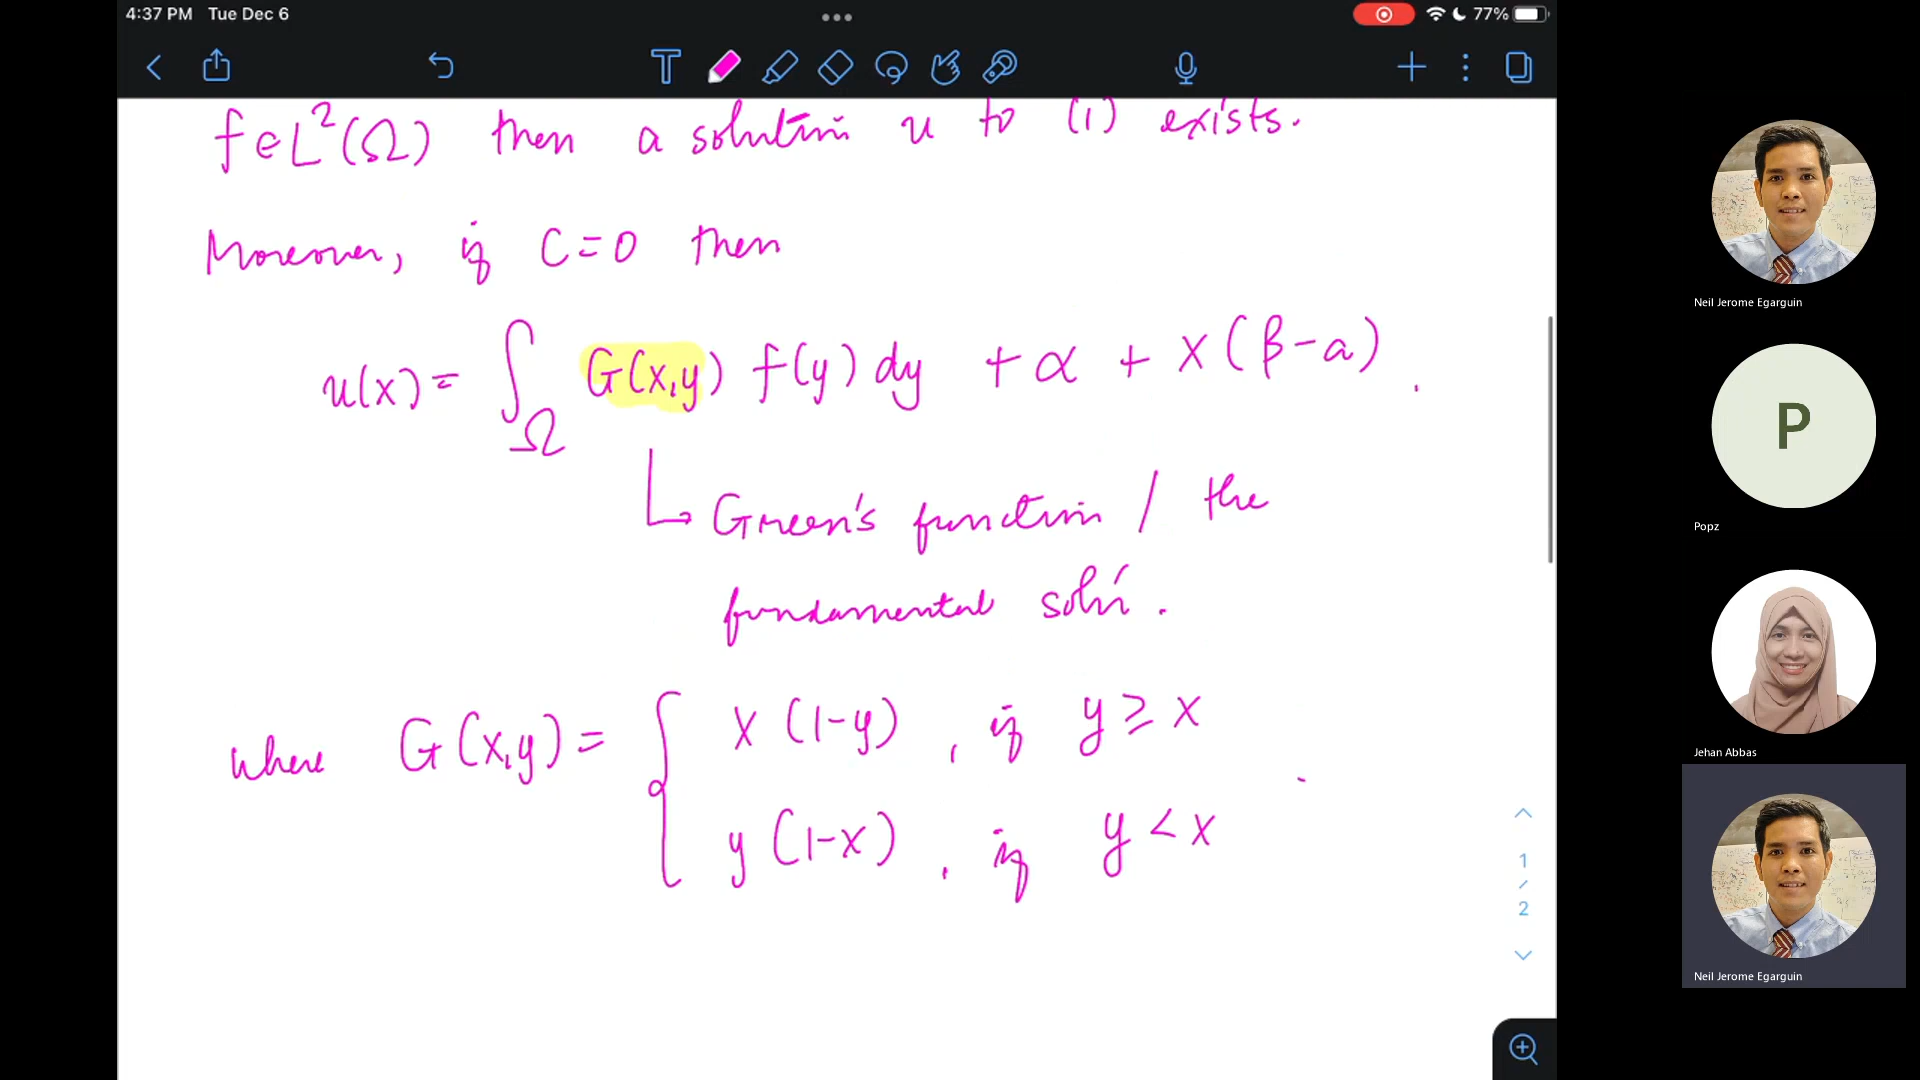 4:37 PM Tue Dec 6
77%
f∈L²(Ω) then a solution u to (1) exists.
Moreover, if C=0 then
u(x)= ∫_Ω G(x,y) f(y) dy + α + x(β-a).
↳ Green's function / the
fundamental soln.
where G(x,y)= { x(1-y), if y≥x
y(1-x), if y<x
1
/
2
Neil Jerome Egarguin
P
Popz
Jehan Abbas
Neil Jerome Egarguin